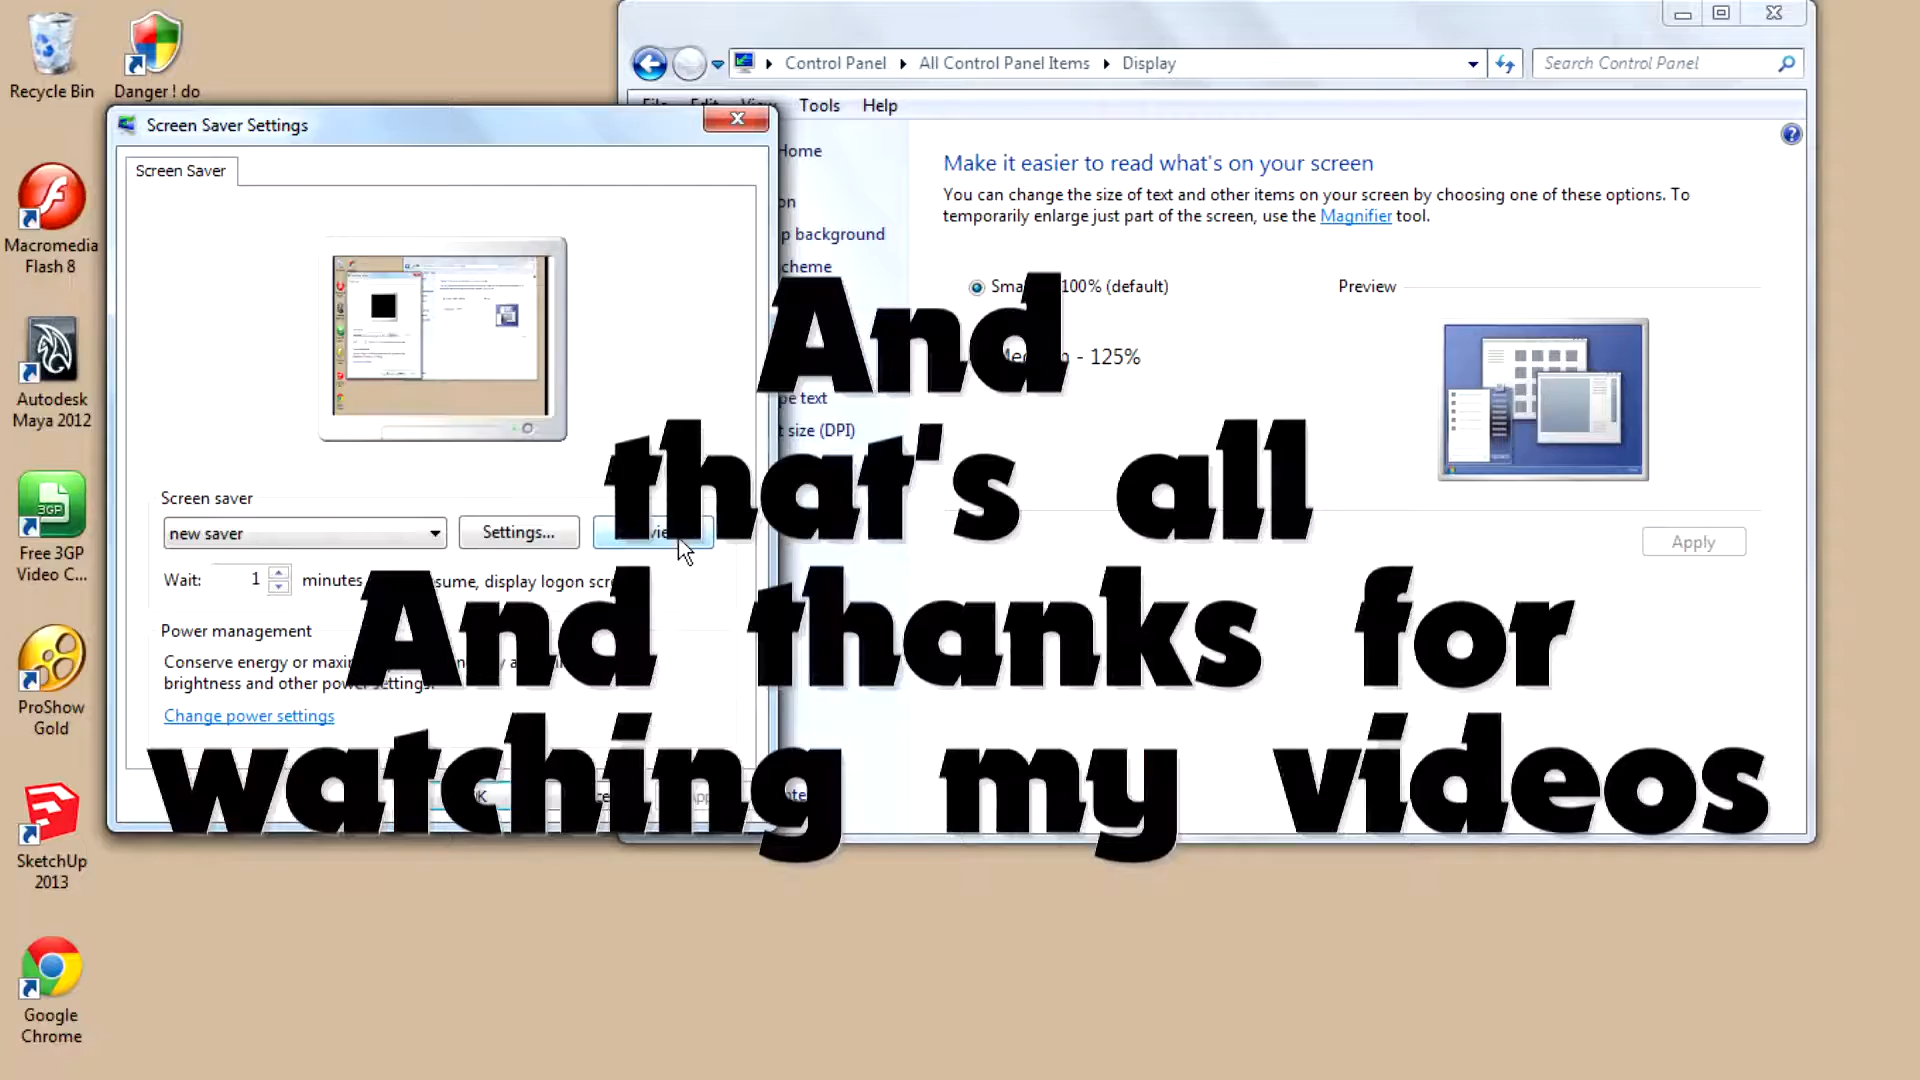 Recycle Bin
Danger ! do
Macromedia
Flash 8
Autodesk
Maya 2012
3GP
Free 3GP
Video C...
ProShow
Gold
SketchUp
2013
Google
Chrome
Control Panel
All Control Panel Items
Display
Search Control Panel
File Edit View Tools Help
Screen Saver Settings
Screen Saver
Screen saver
new saver
Settings...
Wait: 1 minutes
display logon
Power management
Conserve energy or
brightness and other power settings.
Change power settings
Home
background
text
size (DPI)
Make it easier to read what's on your screen
You can change the size of text and other items on your screen by choosing one of these options. To
temporarily enlarge just part of the screen, use the Magnifier tool.
100% (default)
Preview
- 125%
Apply
And
that's all
And thanks for
watching my videos